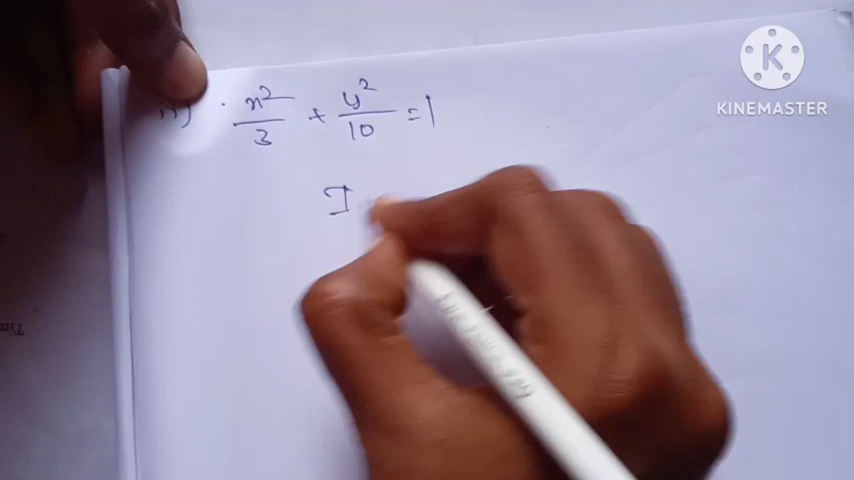 x²/3 + y²/10 = 1
I
KINEMASTER